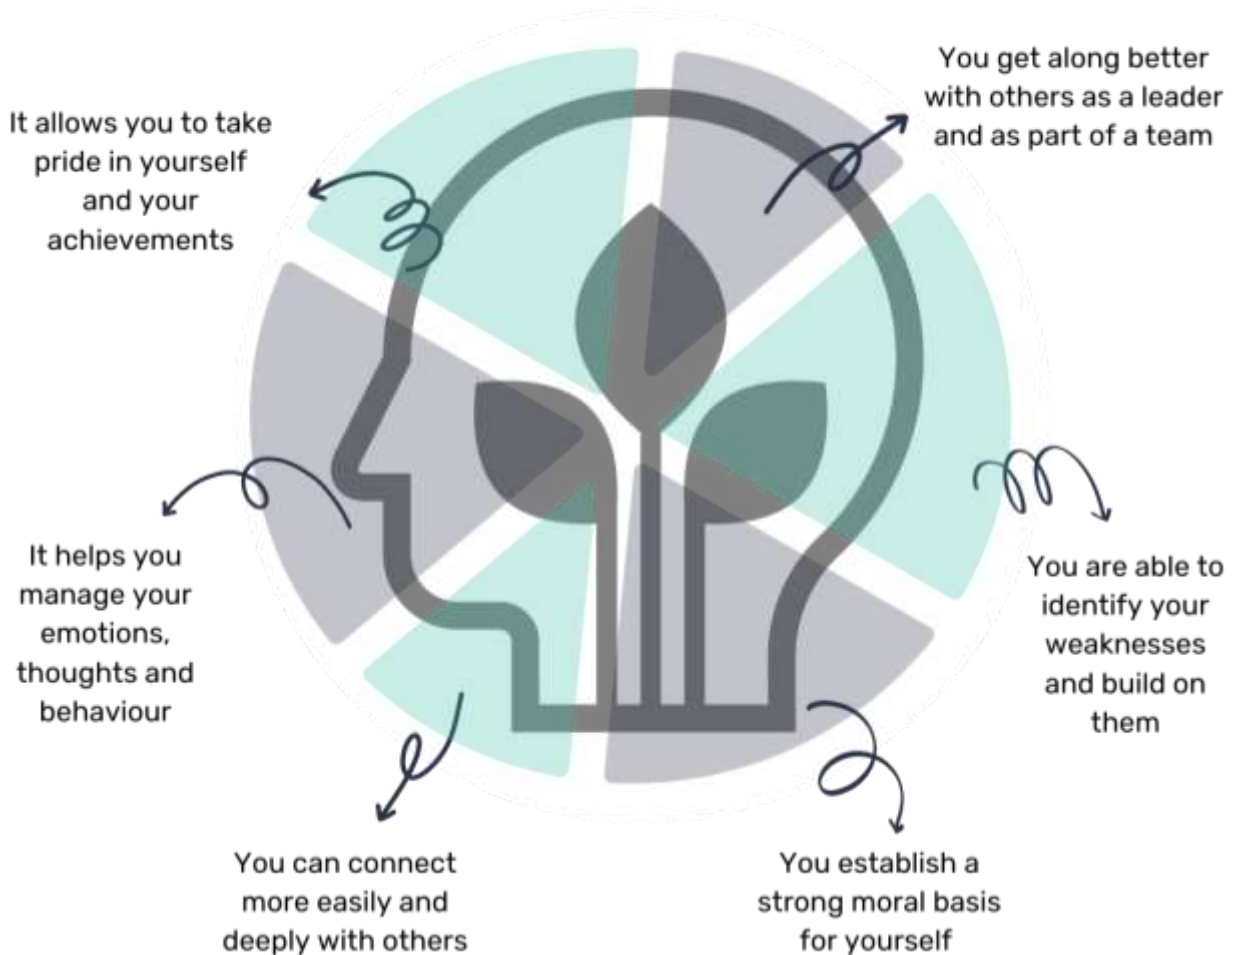 It allows you to take
pride in yourself
and your
achievements
You get along better
with others as a leader
and as part of a team
It helps you
manage your
emotions,
thoughts and
behaviour
You are able to
identify your
weaknesses
and build on
them
You can connect
more easily and
deeply with others
You establish a
strong moral basis
for yourself